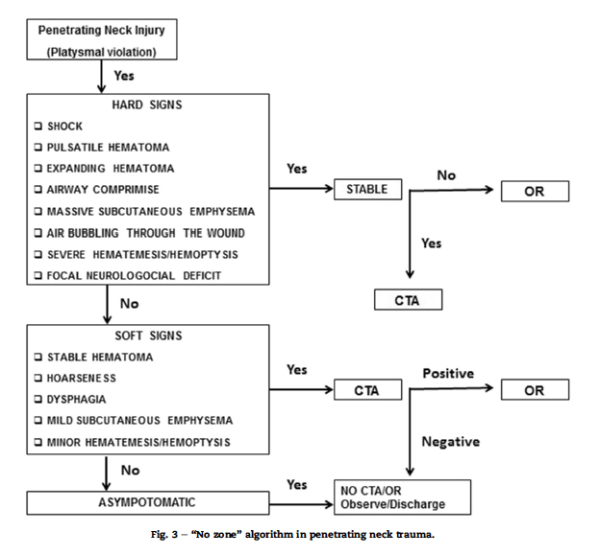 Penetrating Neck Injury
(Platysmal violation)
Yes
HARD SIGNS
❑ SHOCK
❑ PULSATILE HEMATOMA
❑ EXPANDING HEMATOMA
❑ AIRWAY COMPRIMISE
❑ MASSIVE SUBCUTANEOUS EMPHYSEMA
❑ AIR BUBBLING THROUGH THE WOUND
❑ SEVERE HEMATEMESIS/HEMOPTYSIS
❑ FOCAL NEUROLOGOCIAL DEFICIT
Yes
STABLE
No
OR
Yes
CTA
No
SOFT SIGNS
❑ STABLE HEMATOMA
❑ HOARSENESS
❑ DYSPHAGIA
❑ MILD SUBCUTANEOUS EMPHYSEMA
❑ MINOR HEMATEMESIS/HEMOPTYSIS
Yes
CTA
Positive
OR
Negative
No
ASYMPOTOMATIC
Yes
NO CTA/OR
Observe/Discharge
Fig. 3 – “No zone” algorithm in penetrating neck trauma.